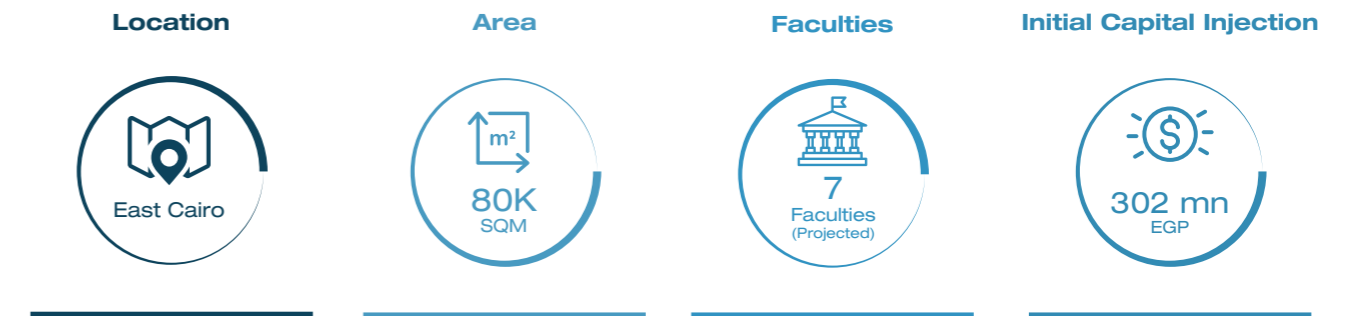 Location
East Cairo
Area
m²
80K
SQM
Faculties
7
Faculties
(Projected)
Initial Capital Injection
$
302 mn
EGP